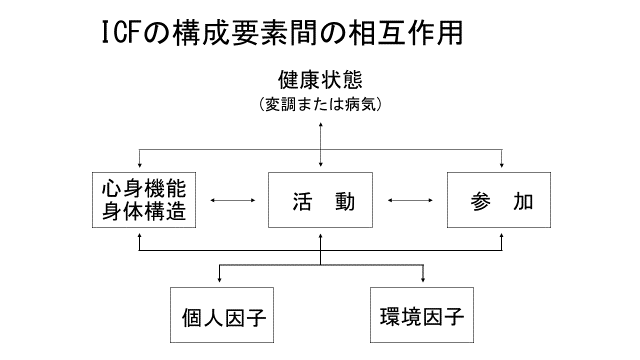 ICFの構成要素間の相互作用
健康状態
(変調または病気)
心身機能
身体構造
活 動
参 加
個人因子
環境因子